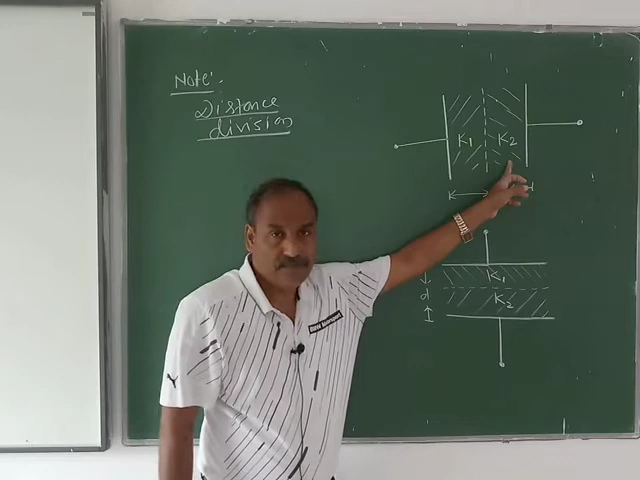 Note:
Distance
division
K1 K2
K1
d
K2